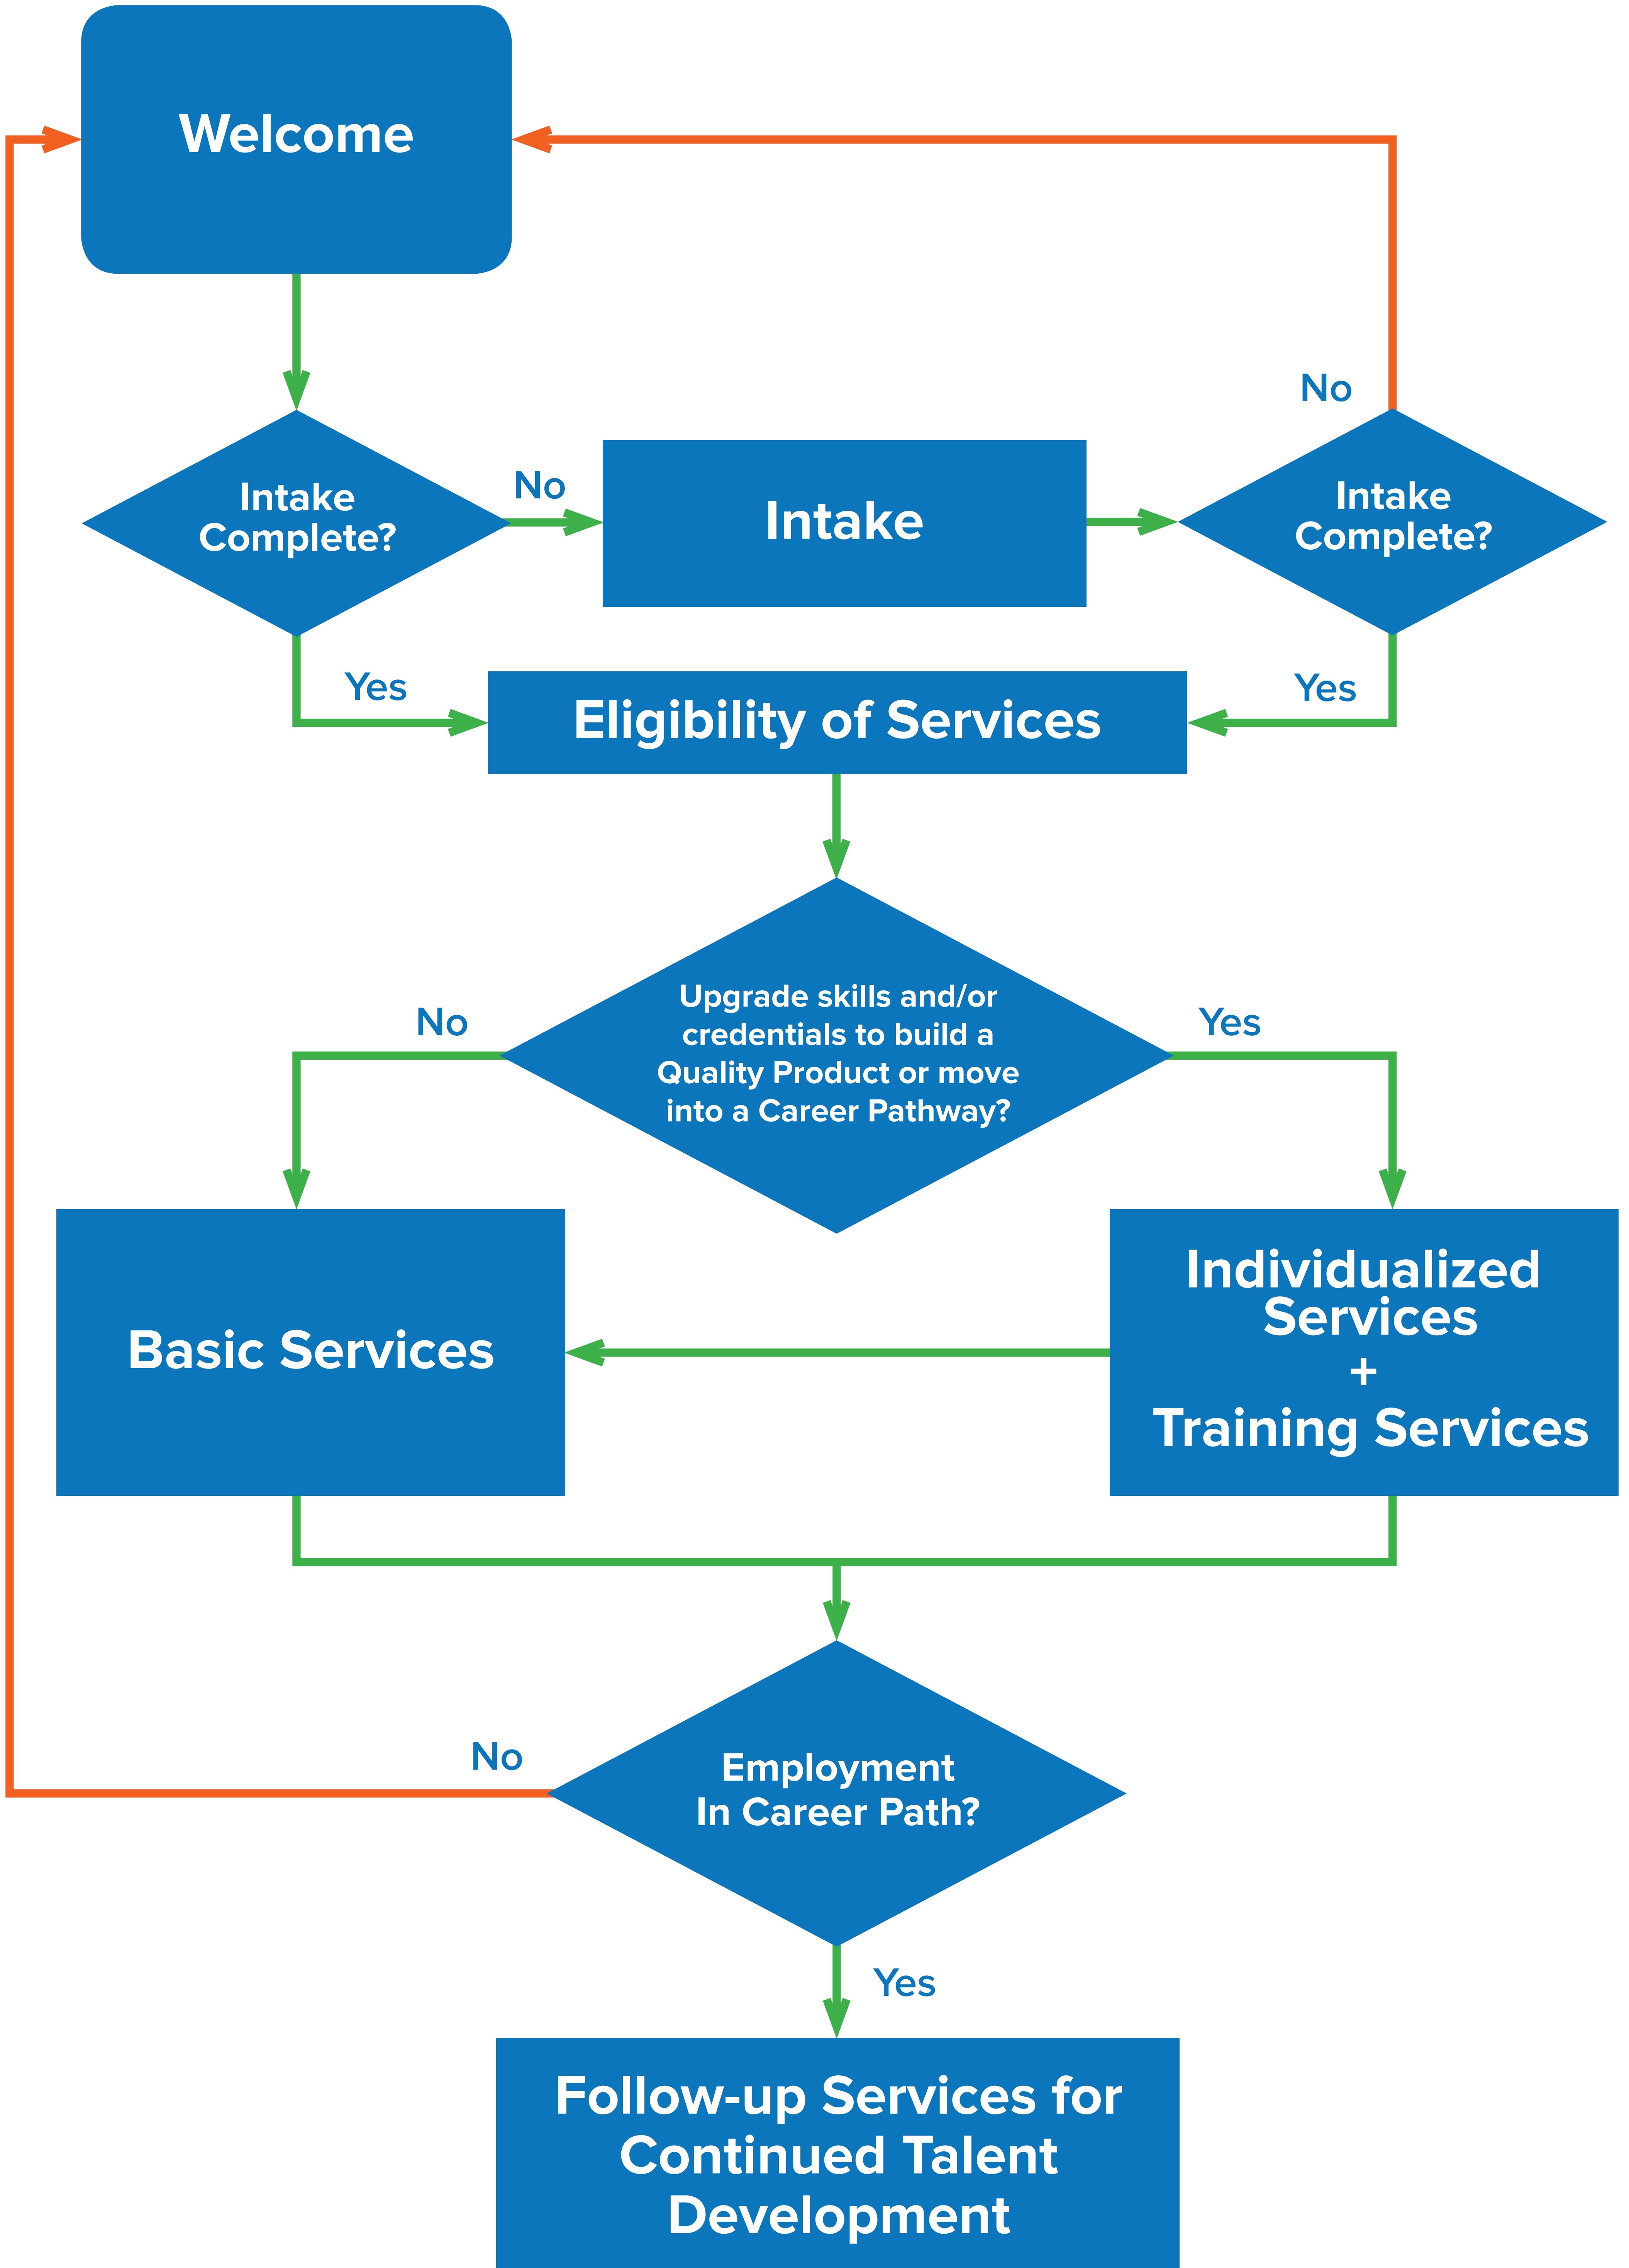 Welcome
No
Intake
Complete?
No
Intake
Intake
Complete?
Yes
Eligibility of Services
Yes
No
Upgrade skills and/or
credentials to build a
Quality Product or move
into a Career Pathway?
Yes
Basic Services
Individualized
Services
+
Training Services
No
Employment
In Career Path?
Yes
Follow-up Services for
Continued Talent
Development